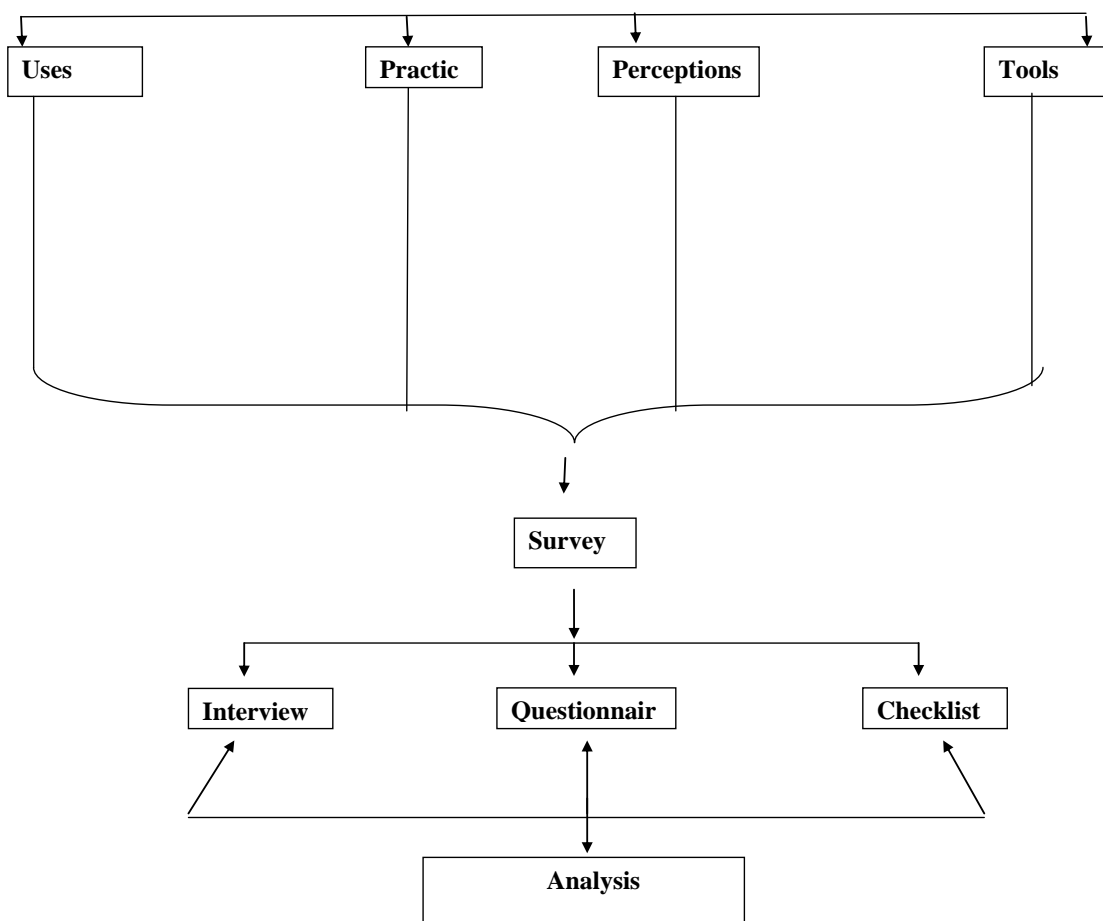 Uses
Practic
Perceptions
Tools
Survey
Interview
Questionnair
Checklist
Analysis